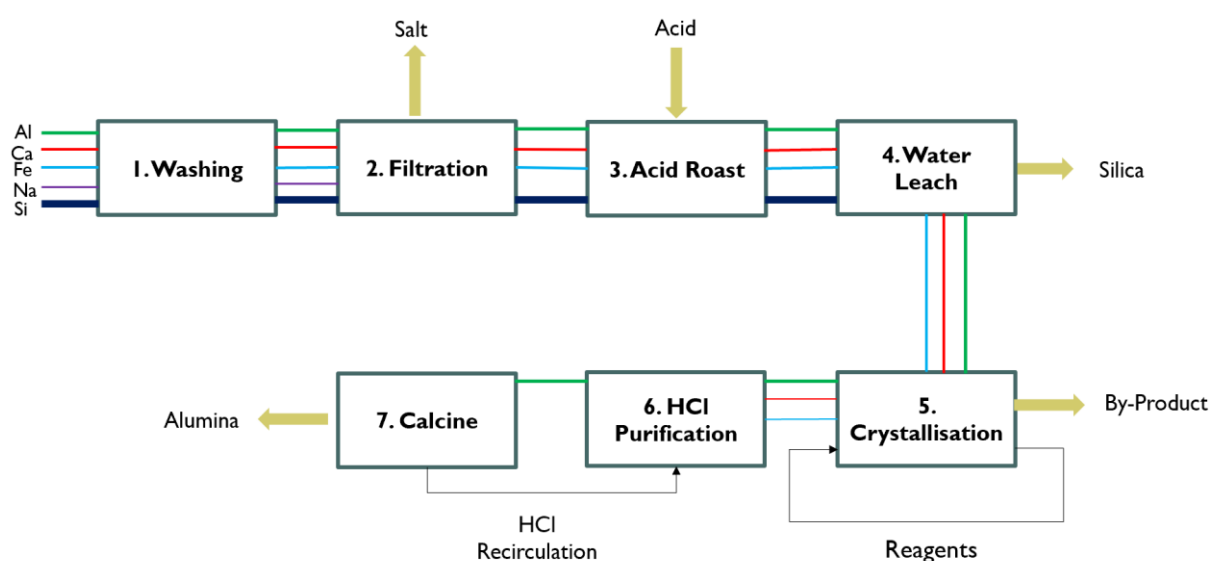 Salt
Acid
Al
Ca
Fe
Na
Si
1. Washing
2. Filtration
3. Acid Roast
4. Water
Leach
Silica
Alumina
7. Calcine
6. HCl
Purification
5.
Crystallisation
By-Product
HCl
Recirculation
Reagents